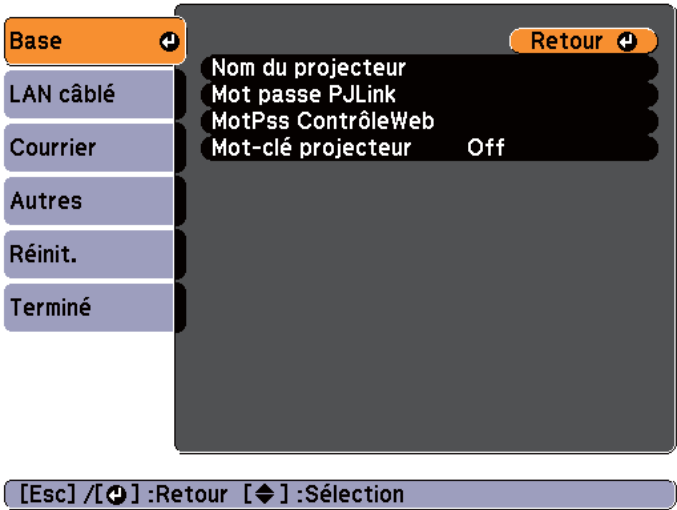 Base
Retour
Nom du projecteur
LAN câblé
Mot passe PJLink
MotPss ContrôleWeb
Courrier
Mot-clé projecteur Off
Autres
Réinit.
Terminé
[Esc] /[ ] :Retour [ ] :Sélection